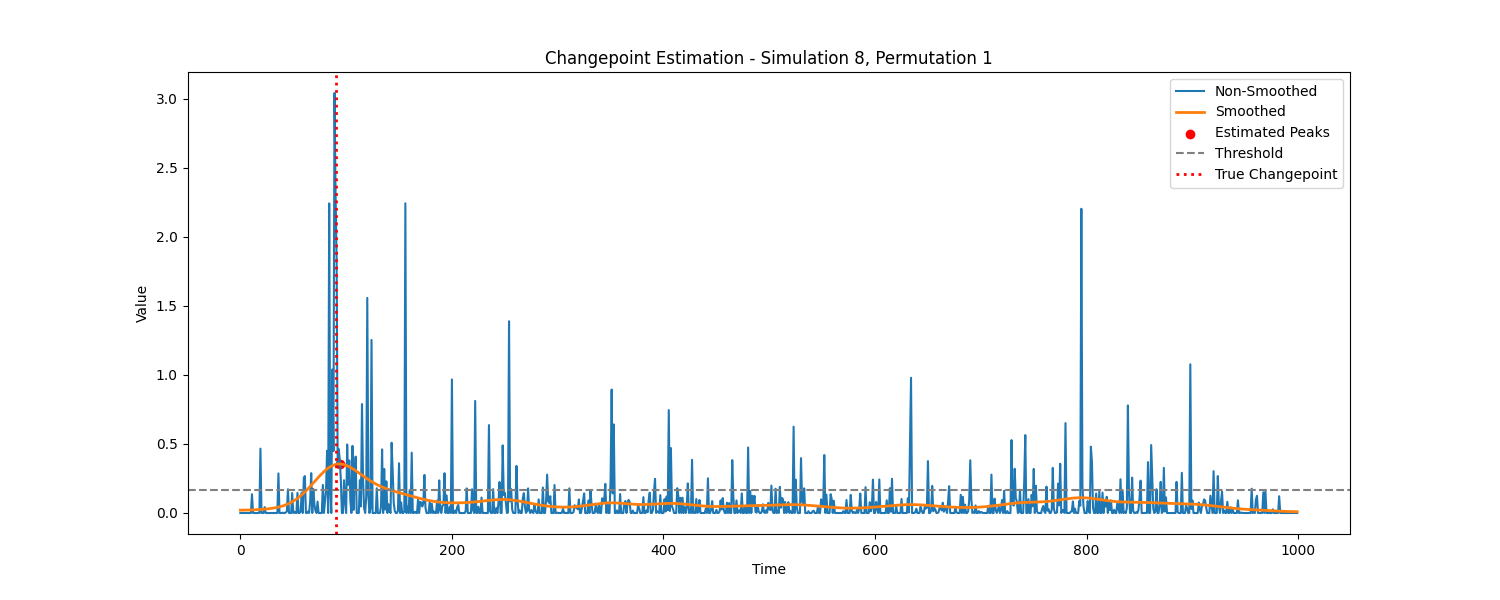 Changepoint Estimation - Simulation 8, Permutation 1
Non-Smoothed
Smoothed
Estimated Peaks
Threshold
True Changepoint
3.0
2.5
2.0
1.5
1.0
0.5
0.0
Value
0 200 400 600 800 1000
Time